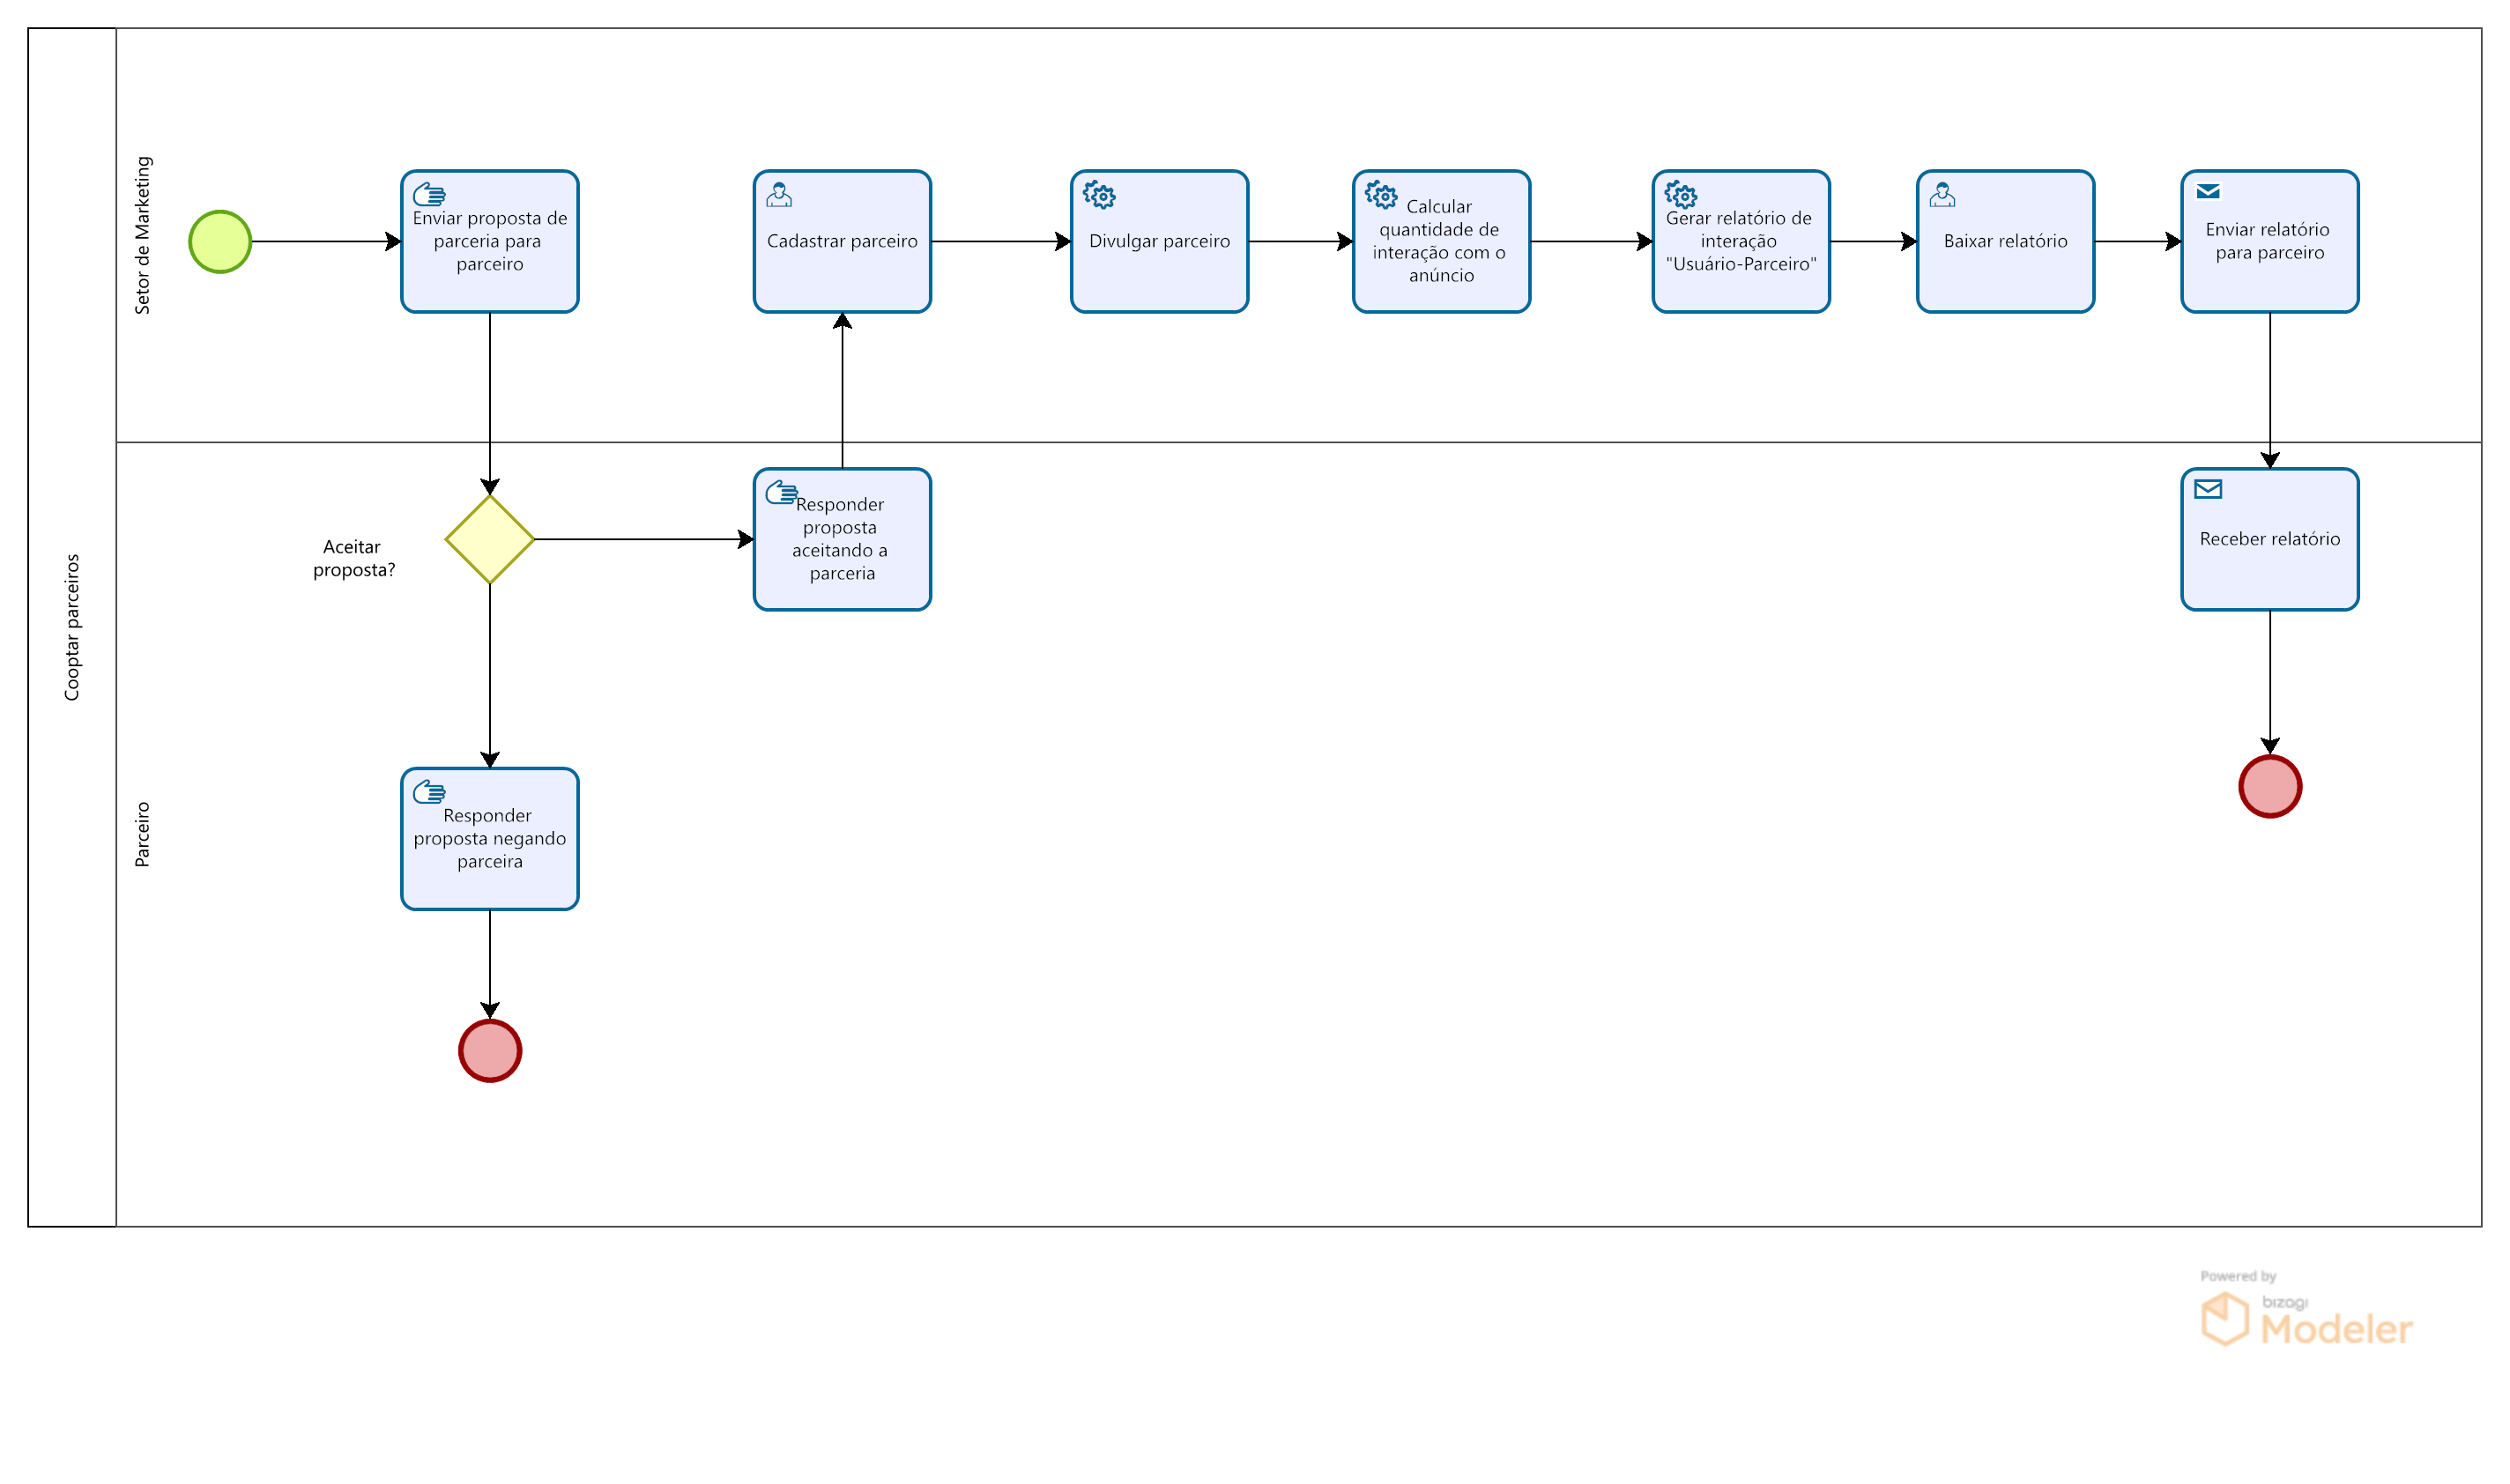 Cooptar parceiros
Setor de Marketing
Enviar proposta de
parceria para
parceiro
Cadastrar parceiro
Divulgar parceiro
Calcular
quantidade de
interação com o
anúncio
Gerar relatório de
interação
"Usuário-Parceiro"
Baixar relatório
Enviar relatório
para parceiro
Parceiro
Aceitar
proposta?
Responder
proposta
aceitando a
parceria
Receber relatório
Responder
proposta negando
parceira
Powered by
bizagi
Modeler